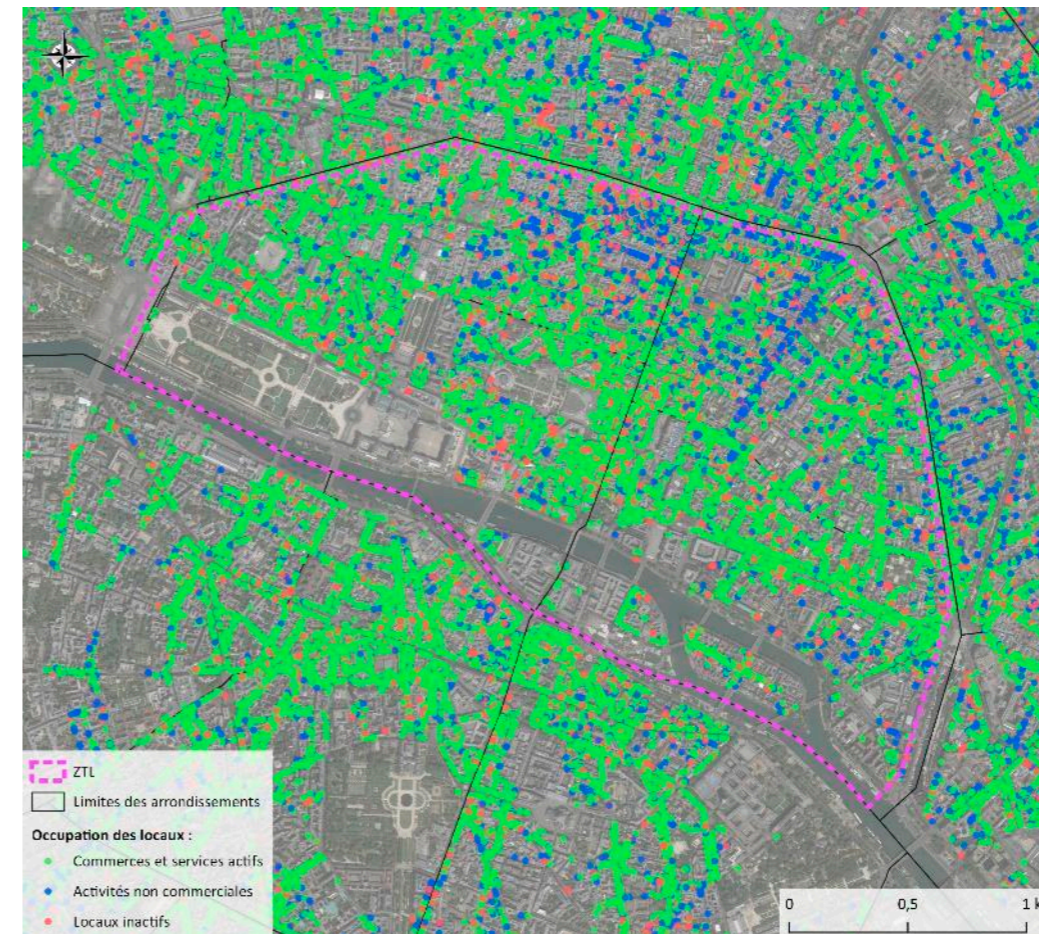 ZTL
Limites des arrondissements
Occupation des locaux :
Commerces et services actifs
Activités non commerciales
Locaux inactifs
0 0,5 1 k